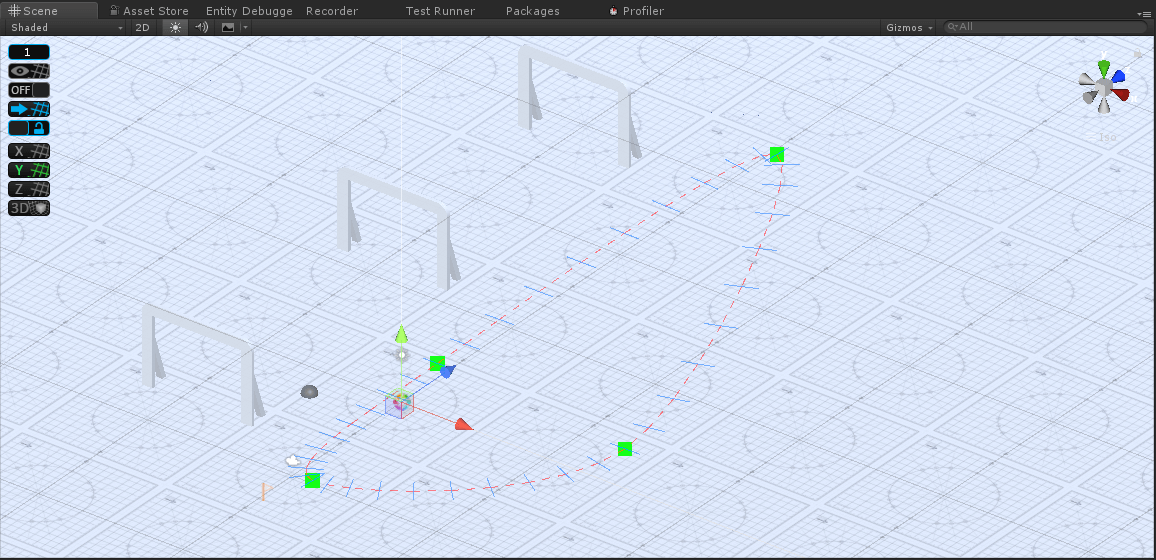 Scene Asset Store Entity Debugge Recorder Test Runner Packages Profiler
Shaded 2D Gizmos All
1
OFF
X
Y
Z
3D
Iso